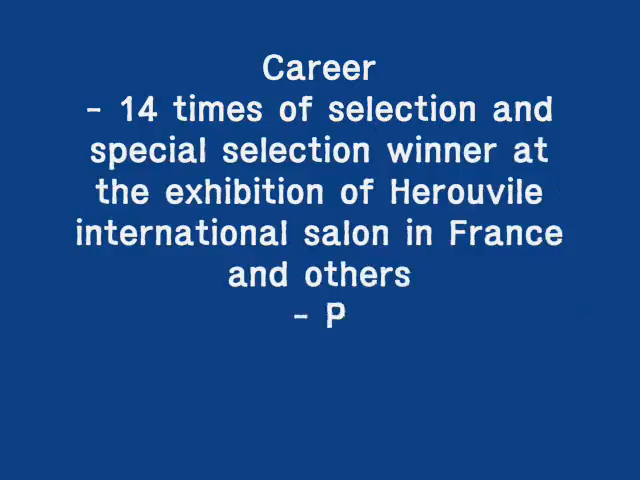 Career
- 14 times of selection and
special selection winner at
the exhibition of Herouvile
international salon in France
and others
- P